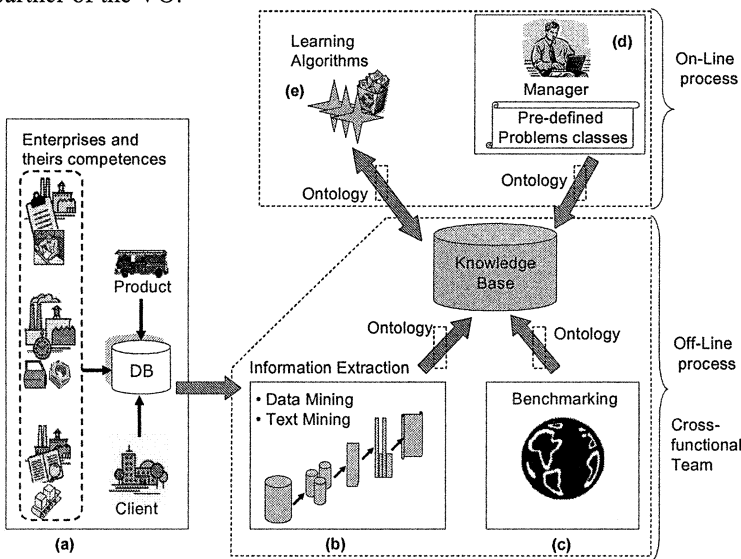 partner of the VO.
Learning
Algorithms
(e)
(d)
Manager
Pre-defined
Problems classes
On-Line
process
Enterprises and
theirs competences
Ontology
Ontology
Product
Knowledge
Base
DB
Ontology
Ontology
Off-Line
process
Information Extraction
• Data Mining
• Text Mining
Benchmarking
Cross-
functional
Team
Client
(a)
(b)
(c)